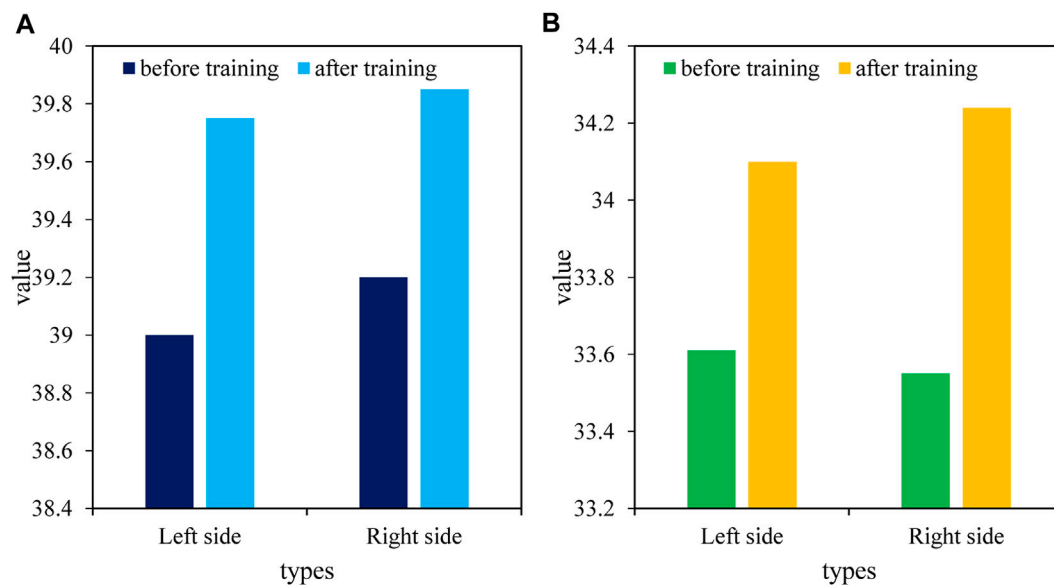 A
40
39.8
39.6
39.4
39.2
39
38.8
38.6
38.4
value
before training after training
Left side Right side
types
B
34.4
34.2
34
33.8
33.6
33.4
33.2
value
before training after training
Left side Right side
types